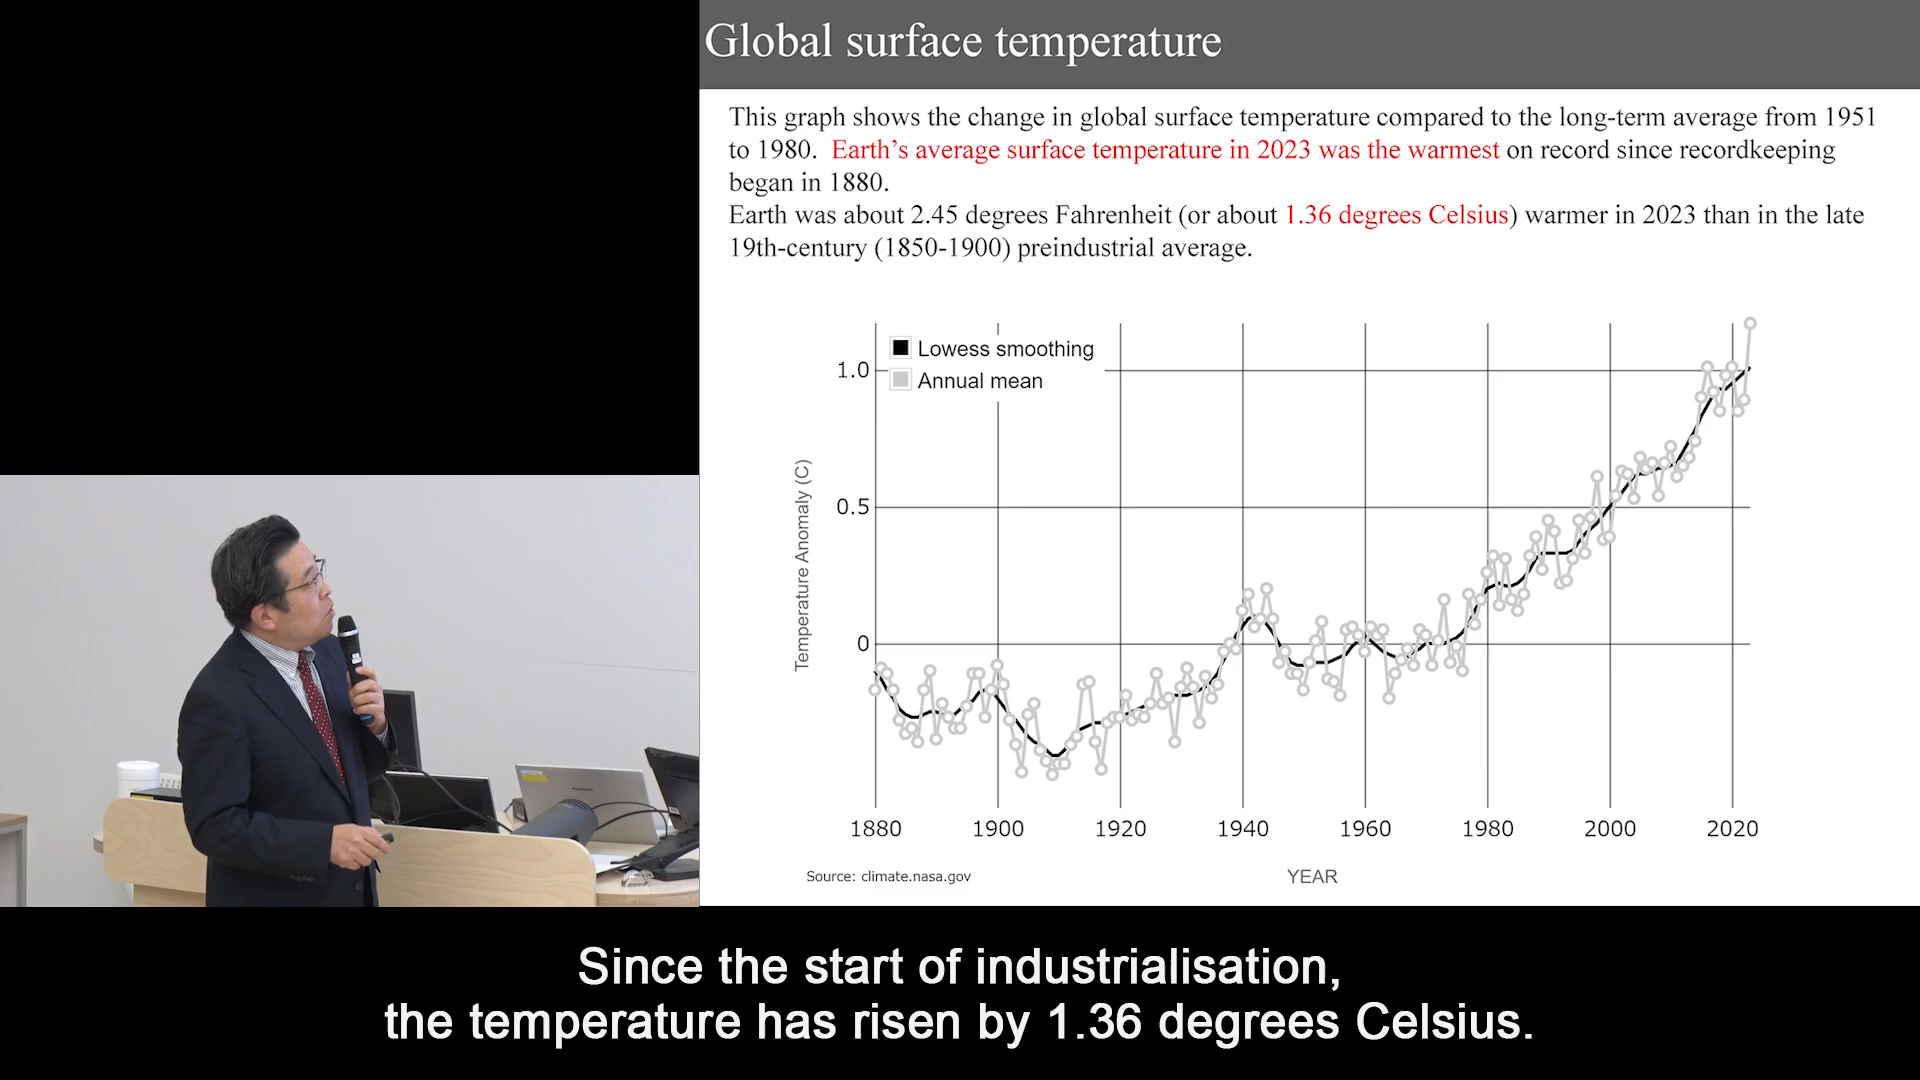 Global surface temperature
This graph shows the change in global surface temperature compared to the long-term average from 1951
to 1980.  Earth's average surface temperature in 2023 was the warmest on record since recordkeeping
began in 1880.
Earth was about 2.45 degrees Fahrenheit (or about 1.36 degrees Celsius) warmer in 2023 than in the late
19th-century (1850-1900) preindustrial average.
Lowess smoothing
Annual mean
1.0
0.5
0
Temperature Anomaly (C)
1880 1900 1920 1940 1960 1980 2000 2020
Source: climate.nasa.gov
YEAR
Since the start of industrialisation,
the temperature has risen by 1.36 degrees Celsius.